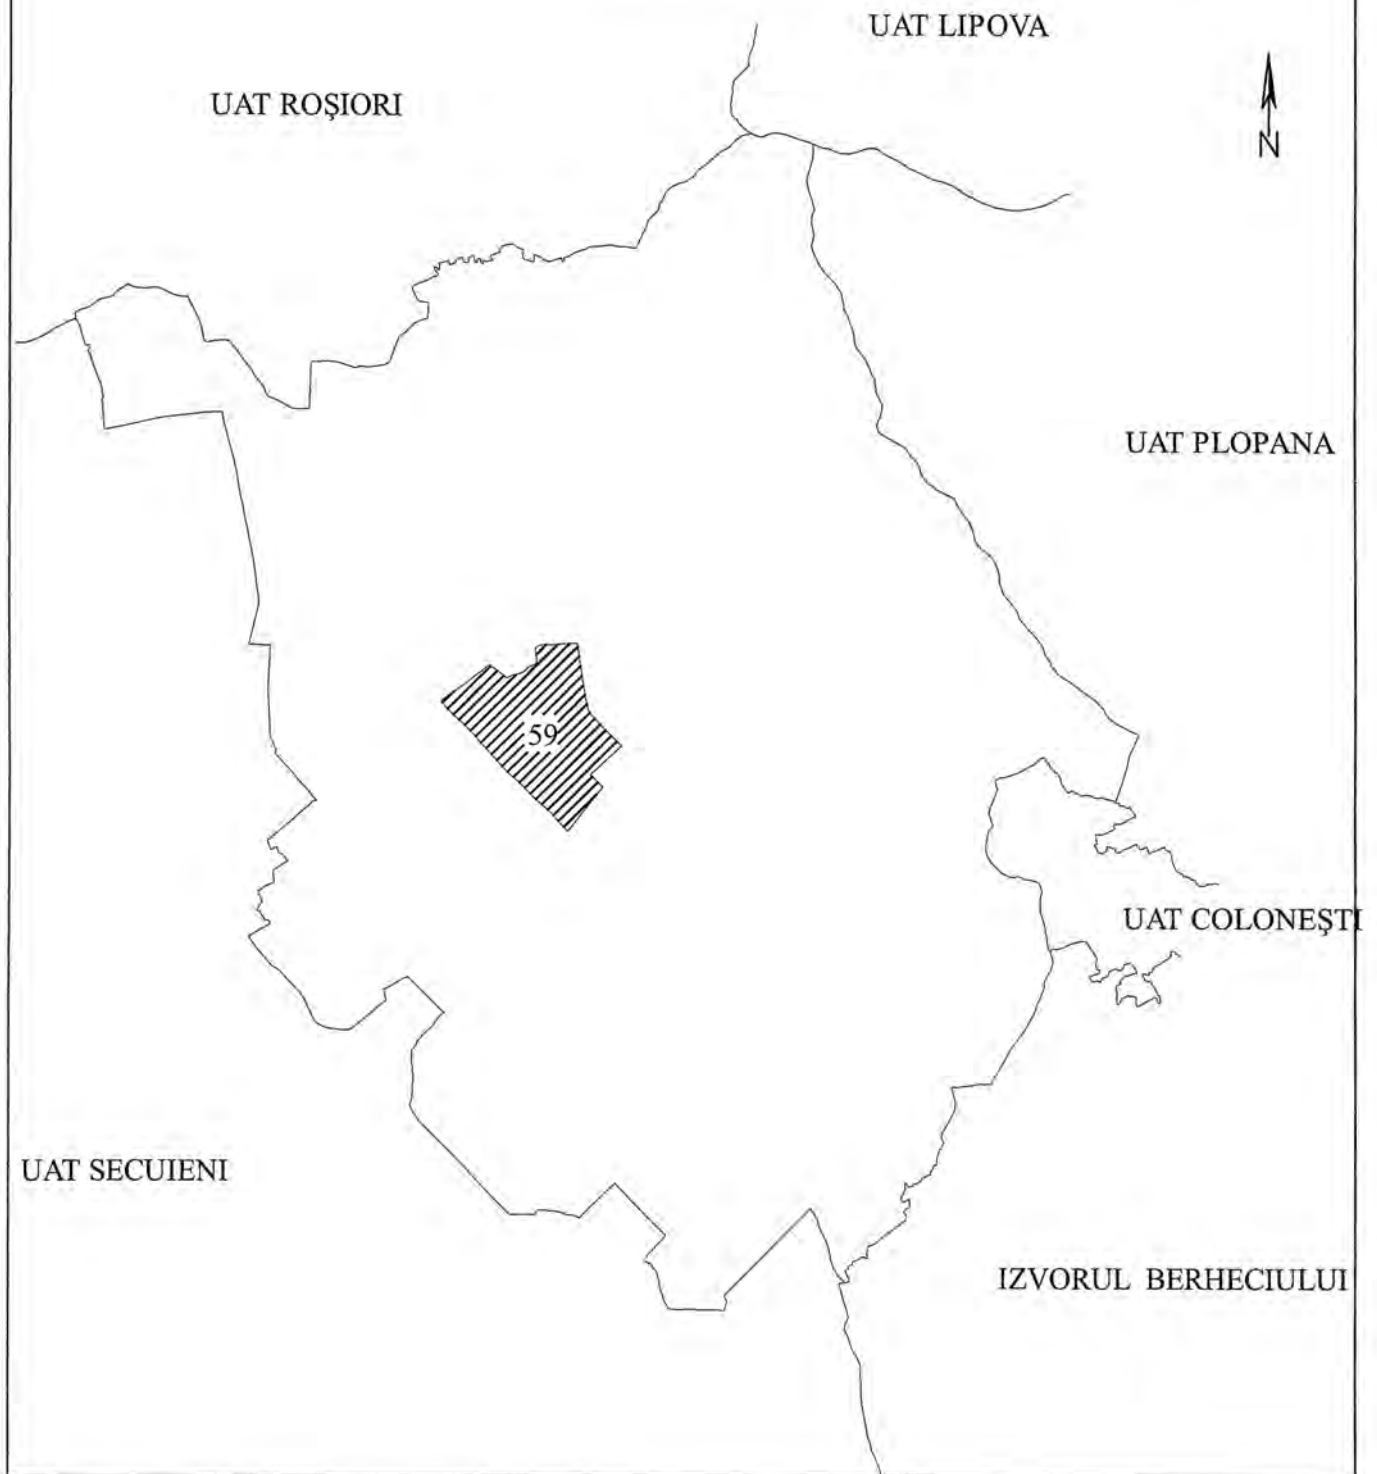 UAT LIPOVA
UAT ROŞIORI
N
UAT PLOPANA
59
UAT COLONEŞTI
UAT SECUIENI
IZVORUL BERHECIULUI